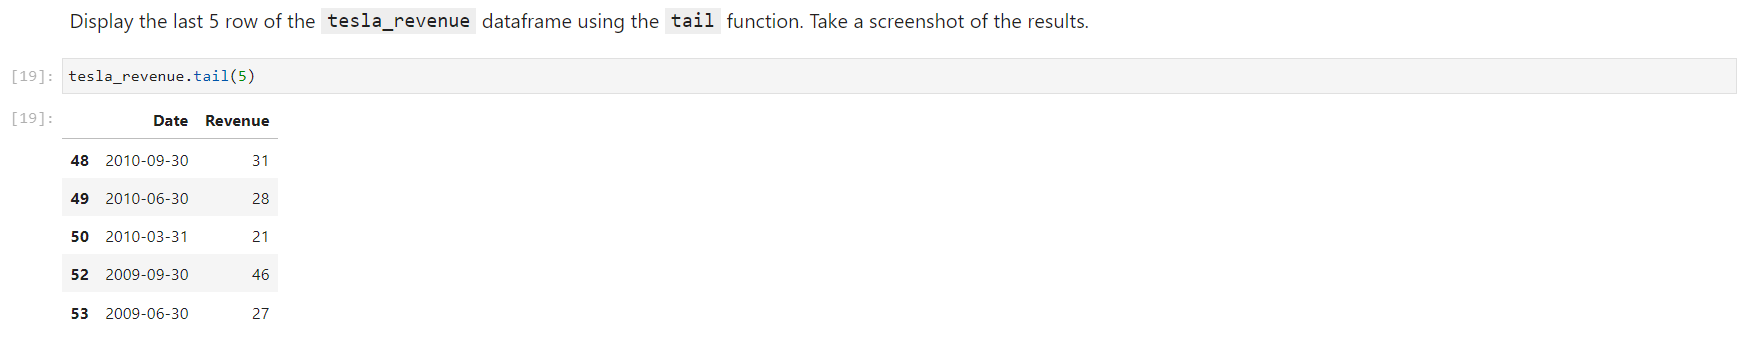 Display the last 5 row of the tesla_revenue dataframe using the tail function. Take a screenshot of the results.
[19]: tesla_revenue.tail(5)
[19]:
Date Revenue
48 2010-09-30 31
49 2010-06-30 28
50 2010-03-31 21
52 2009-09-30 46
53 2009-06-30 27